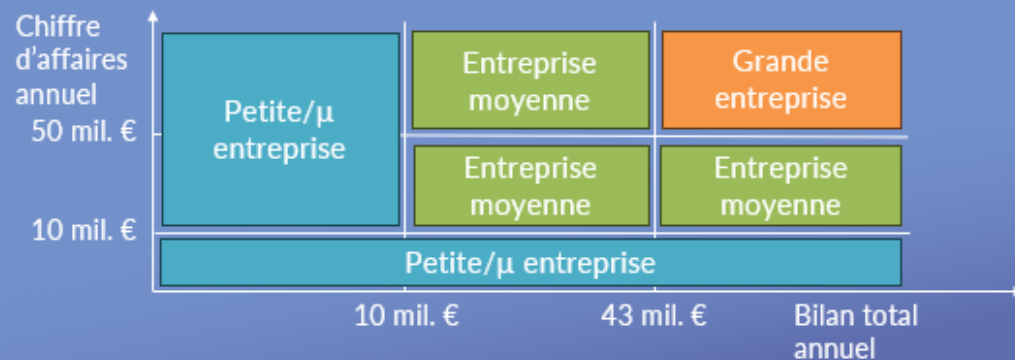 Chiffre
d'affaires
annuel
50 mil. €
10 mil. €
Petite/µ
entreprise
Entreprise
moyenne
Grande
entreprise
Entreprise
moyenne
Entreprise
moyenne
Petite/µ entreprise
10 mil. €
43 mil. €
Bilan total
annuel